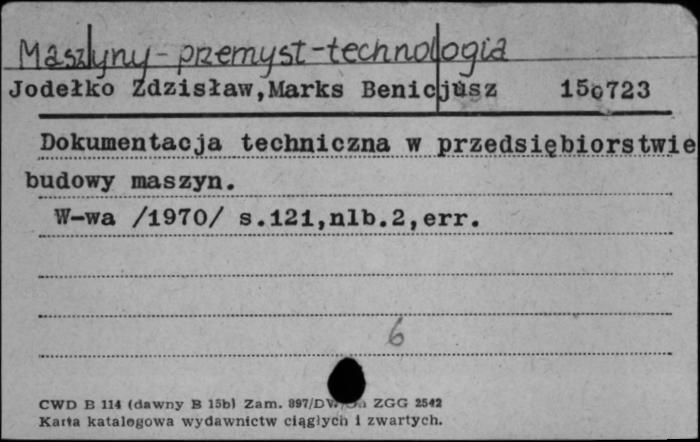 Maszyny - przemysł - technologia
Jodełko Zdzisław,Marks Benicjusz 150723
Dokumentacja techniczna w przedsiębiorstwie
budowy maszyn.
W-wa /1970/ s.121,nlb.2,err.
6
CWD B 114 (dawny B 15b) Zam. 897/DW ZGG 2542
Karta katalogowa wydawnictw ciągłych i zwartych.